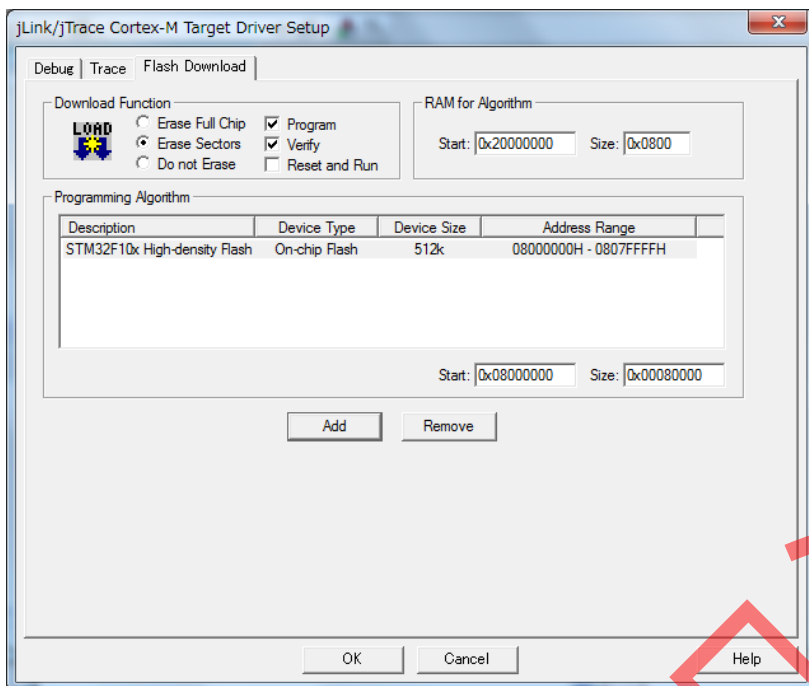 jLink/jTrace Cortex-M Target Driver Setup
Debug Trace Flash Download
Download Function
LOAD
Erase Full Chip
Erase Sectors
Do not Erase
Program
Verify
Reset and Run
RAM for Algorithm
Start: 0x20000000 Size: 0x0800
Programming Algorithm
Description Device Type Device Size Address Range
STM32F10x High-density Flash On-chip Flash 512k 08000000H - 0807FFFFH
Start: 0x08000000 Size: 0x00080000
Add Remove
OK Cancel Help